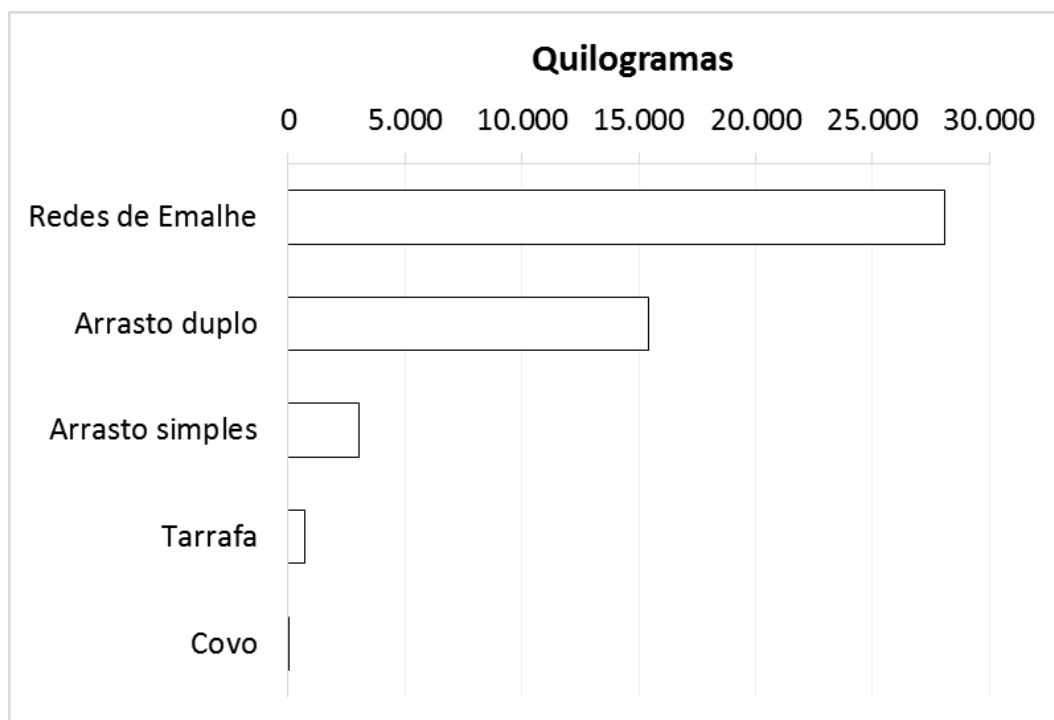 Quilogramas
0 5.000 10.000 15.000 20.000 25.000 30.000
Redes de Emalhe
Arrasto duplo
Arrasto simples
Tarrafa
Covo